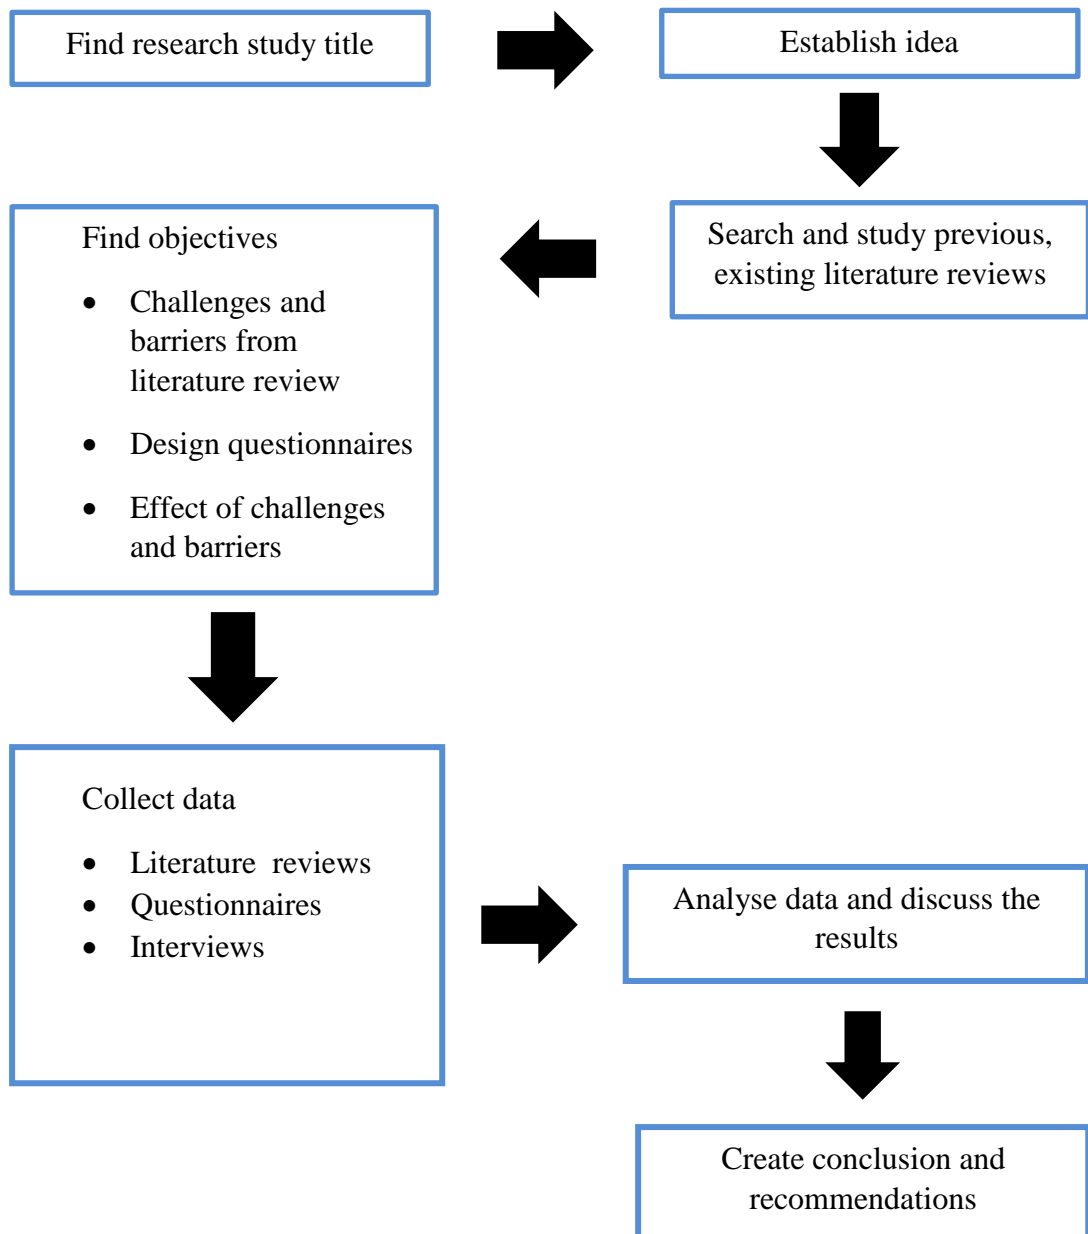 Find research study title
Establish idea
Search and study previous,
existing literature reviews
Find objectives
• Challenges and
barriers from
literature review
• Design questionnaires
• Effect of challenges
and barriers
Collect data
• Literature  reviews
• Questionnaires
• Interviews
Analyse data and discuss the
results
Create conclusion and
recommendations